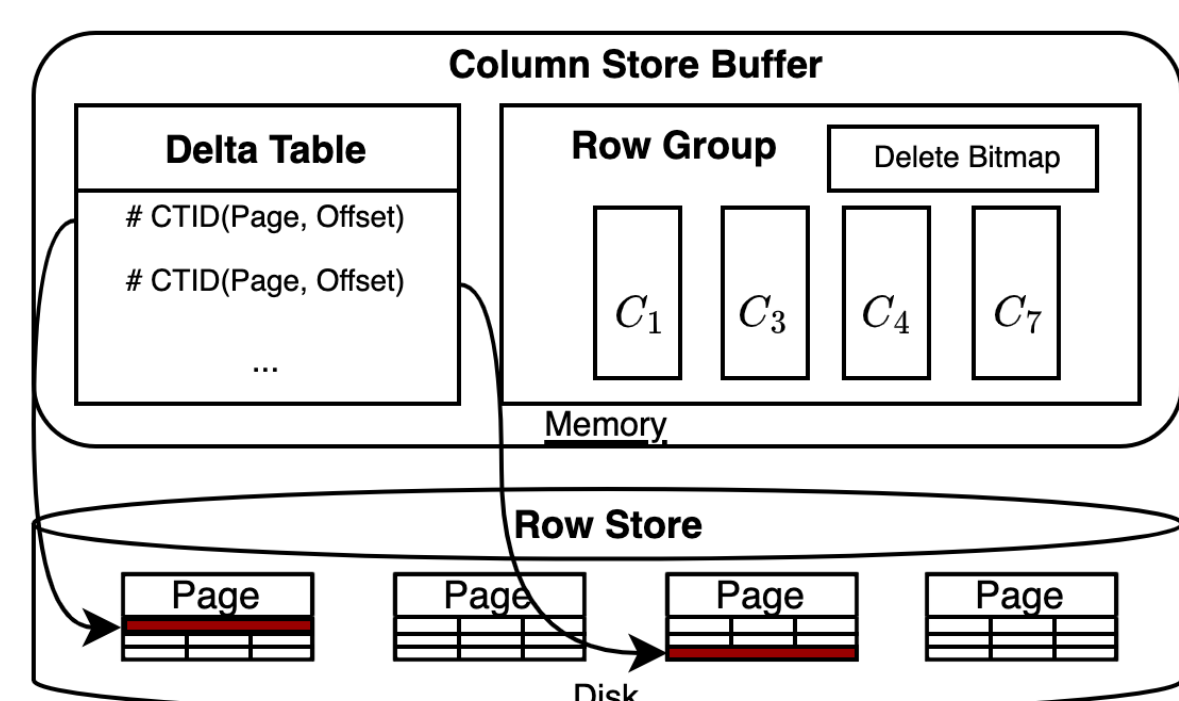 Column Store Buffer
Delta Table
# CTID(Page, Offset)
# CTID(Page, Offset)
...
Row Group
Delete Bitmap
C₁ C₃ C₄ C₇
Memory
Row Store
Page Page Page Page
Disk